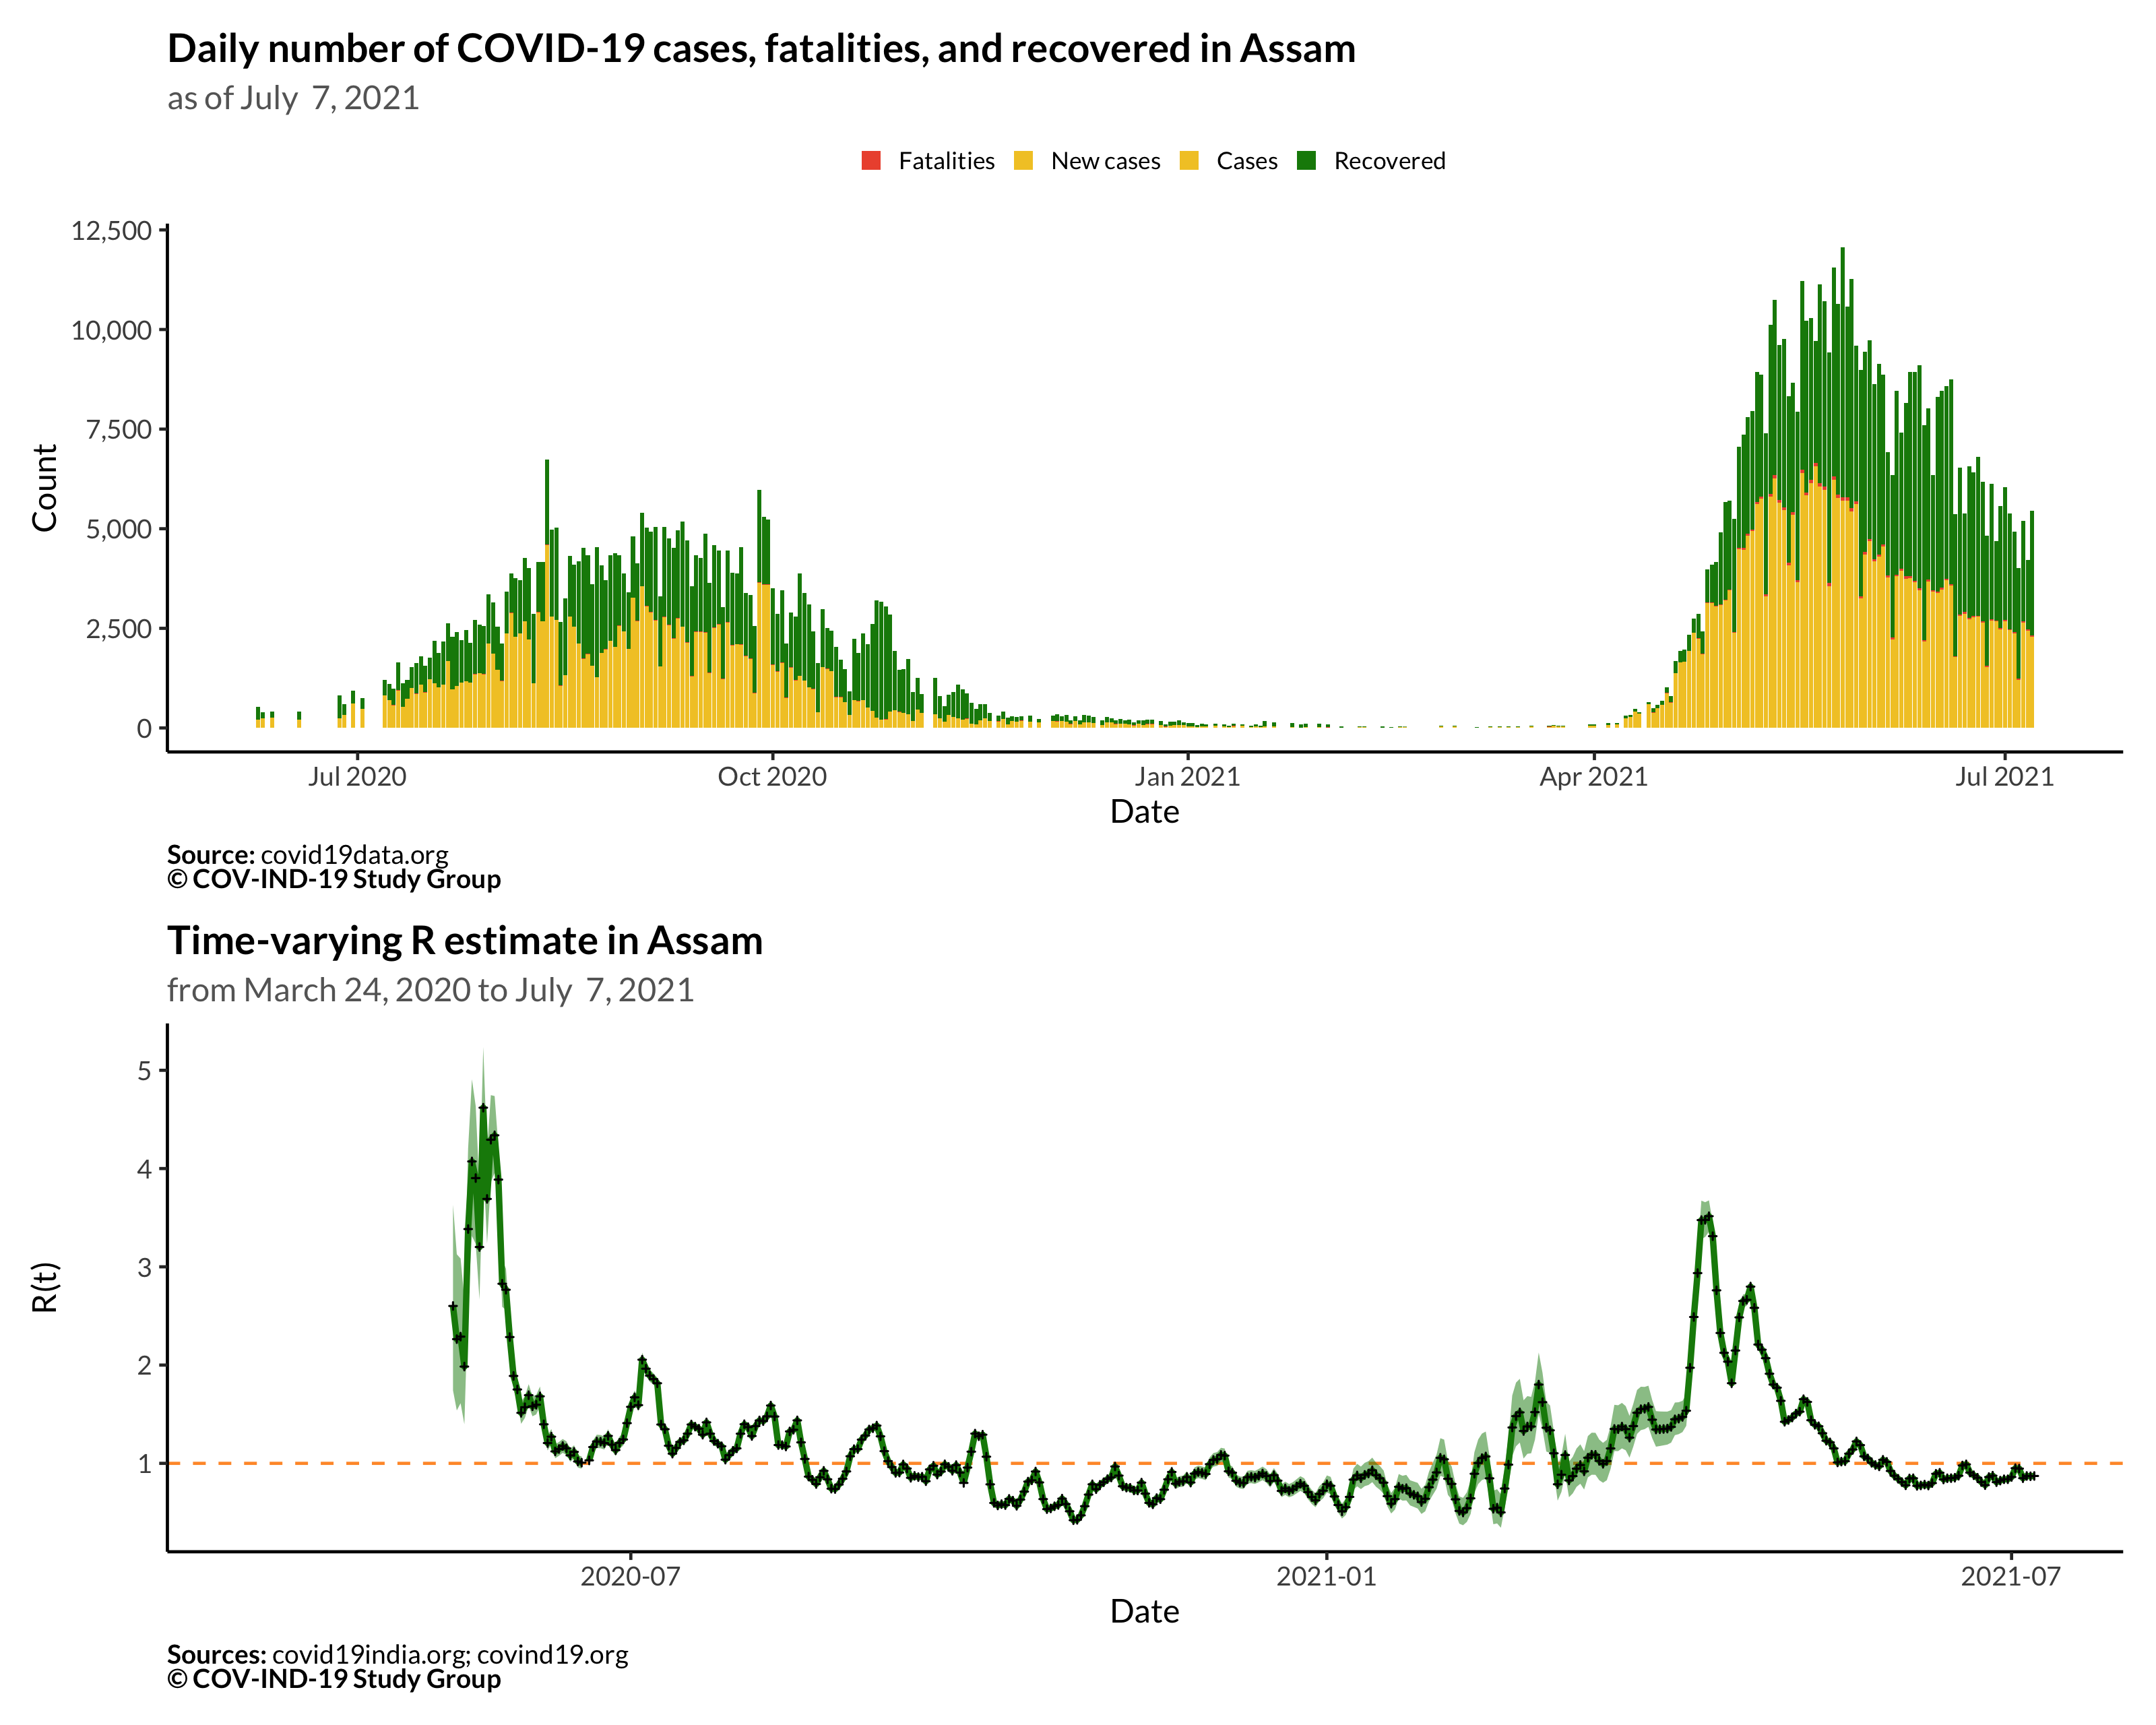 Daily number of COVID-19 cases, fatalities, and recovered in Assam
as of July  7, 2021
Fatalities New cases Cases Recovered
12,500
10,000
7,500
5,000
2,500
0
Count
Jul 2020 Oct 2020 Jan 2021 Apr 2021 Jul 2021
Date
Source: covid19data.org
© COV-IND-19 Study Group
Time-varying R estimate in Assam
from March 24, 2020 to July  7, 2021
5
4
3
2
1
R(t)
2020-07 2021-01 2021-07
Date
Sources: covid19india.org; covind19.org
© COV-IND-19 Study Group